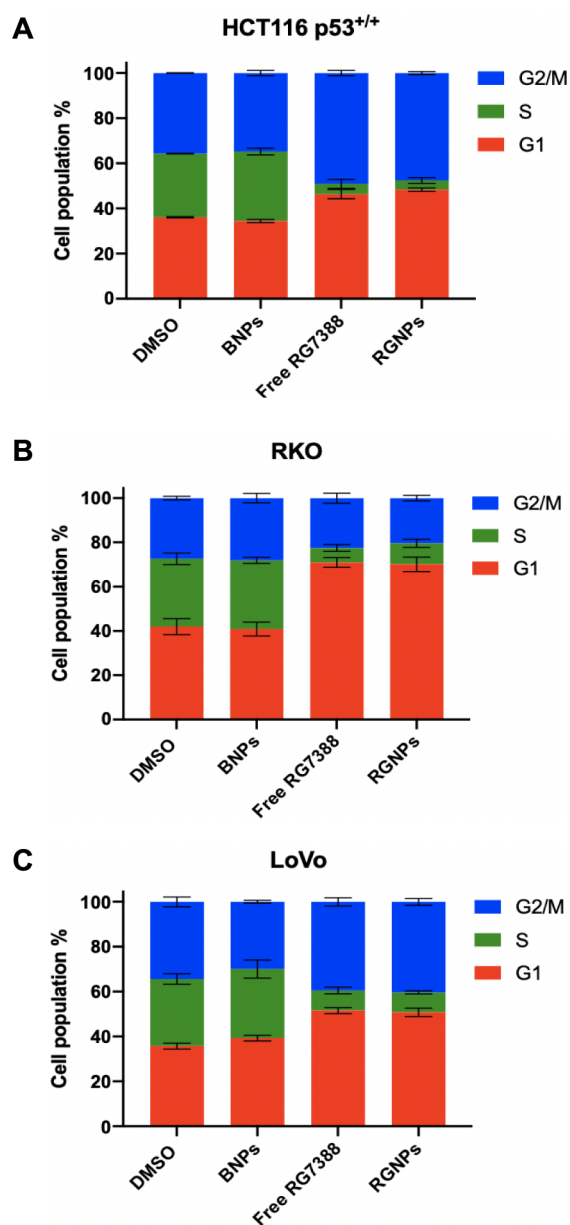 A
HCT116 p53+/+
Cell population %
100
80
60
40
20
0
G2/M
S
G1
DMSO
BNPs
Free RG7388
RGNPs
B
RKO
Cell population %
100
80
60
40
20
0
G2/M
S
G1
DMSO
BNPs
Free RG7388
RGNPs
C
LoVo
Cell population %
100
80
60
40
20
0
G2/M
S
G1
DMSO
BNPs
Free RG7388
RGNPs